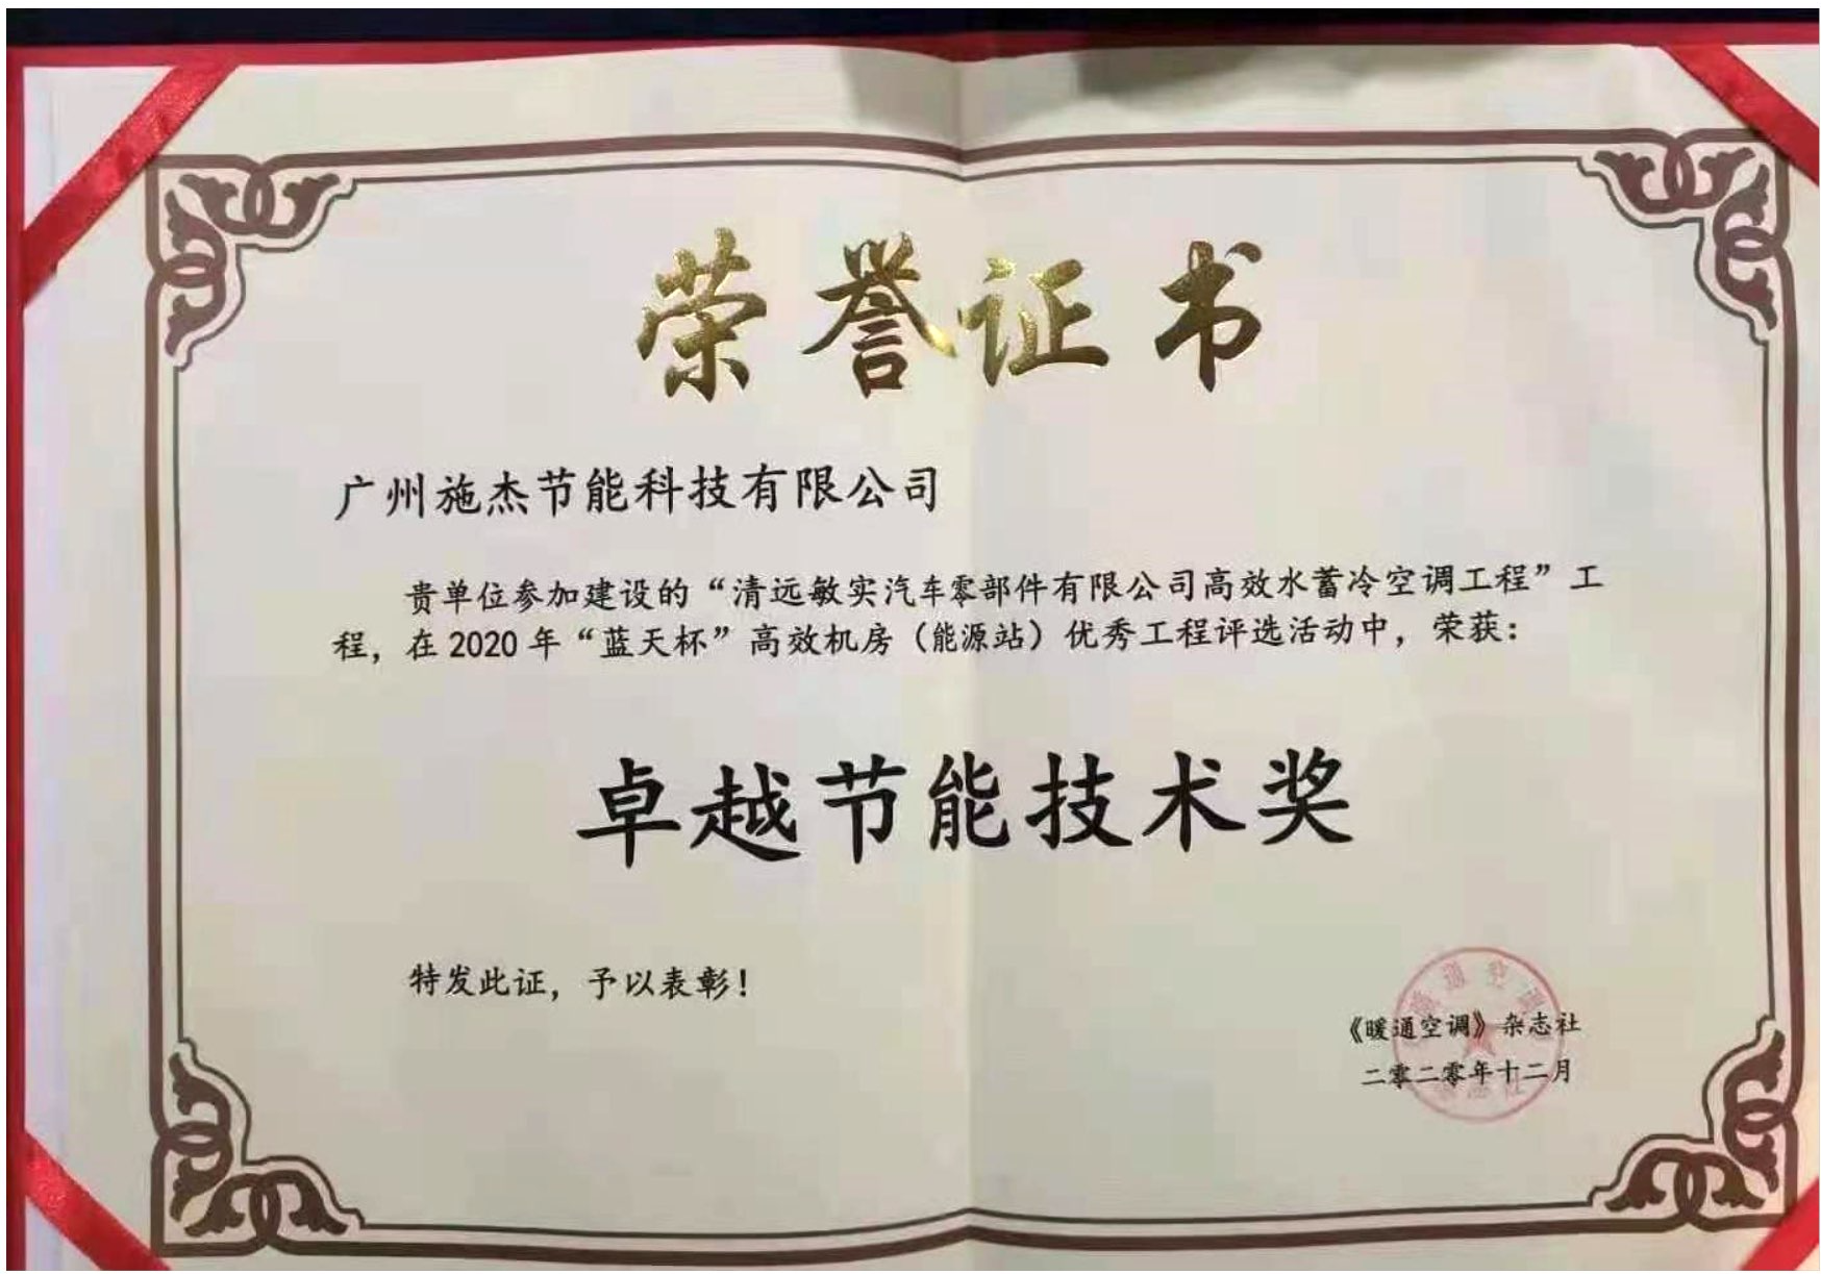 荣誉证书
广州施杰节能科技有限公司
贵单位参加建设的“清远敏实汽车零部件有限公司高效水蓄冷空调工程”工
程，在2020年“蓝天杯”高效机房（能源站）优秀工程评选活动中，荣获：
卓越节能技术奖
特发此证，予以表彰！
《暖通空调》杂志社
二零二零年十二月